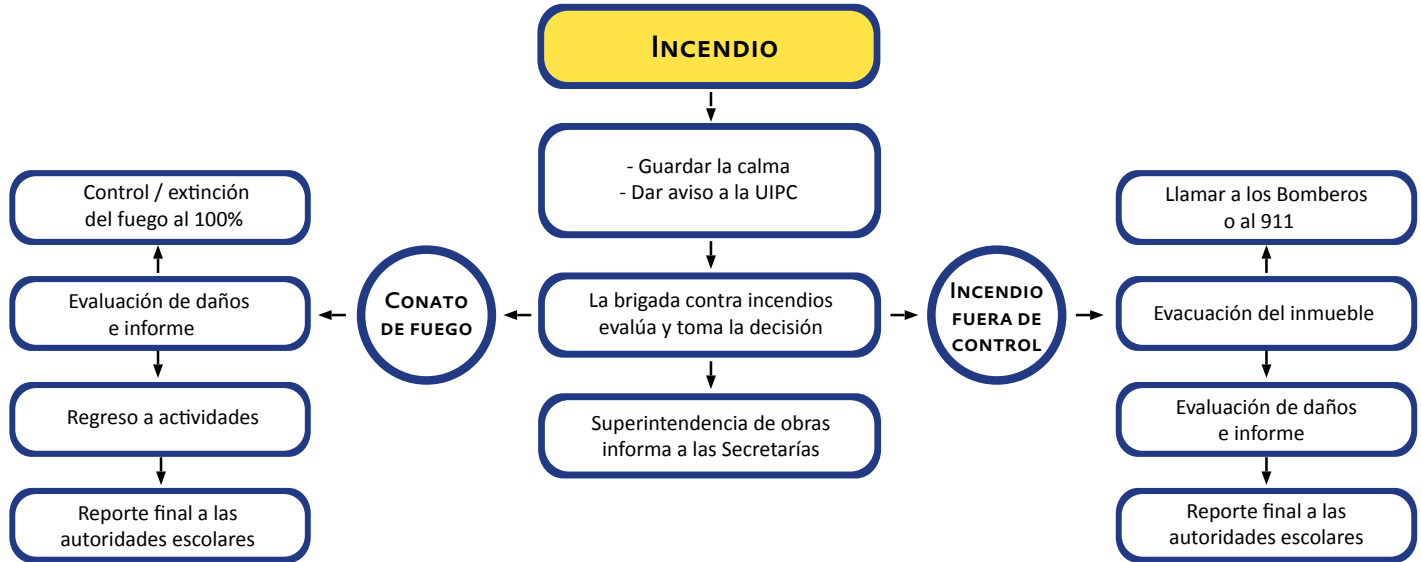 INCENDIO
- Guardar la calma
- Dar aviso a la UIPC
Control / extinción
del fuego al 100%
Llamar a los Bomberos
o al 911
Evaluación de daños
e informe
CONATO
DE FUEGO
La brigada contra incendios
evalúa y toma la decisión
INCENDIO
FUERA DE
CONTROL
Evacuación del inmueble
Regreso a actividades
Superintendencia de obras
informa a las Secretarías
Evaluación de daños
e informe
Reporte final a las
autoridades escolares
Reporte final a las
autoridades escolares